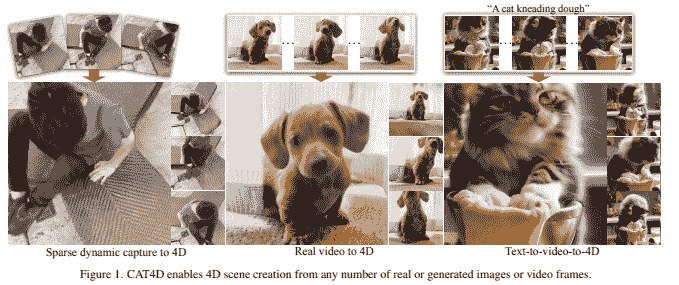 “A cat kneading dough”
... ...
... ...
Sparse dynamic capture to 4D
Real video to 4D
Text-to-video-to-4D
Figure 1. CAT4D enables 4D scene creation from any number of real or generated images or video frames.